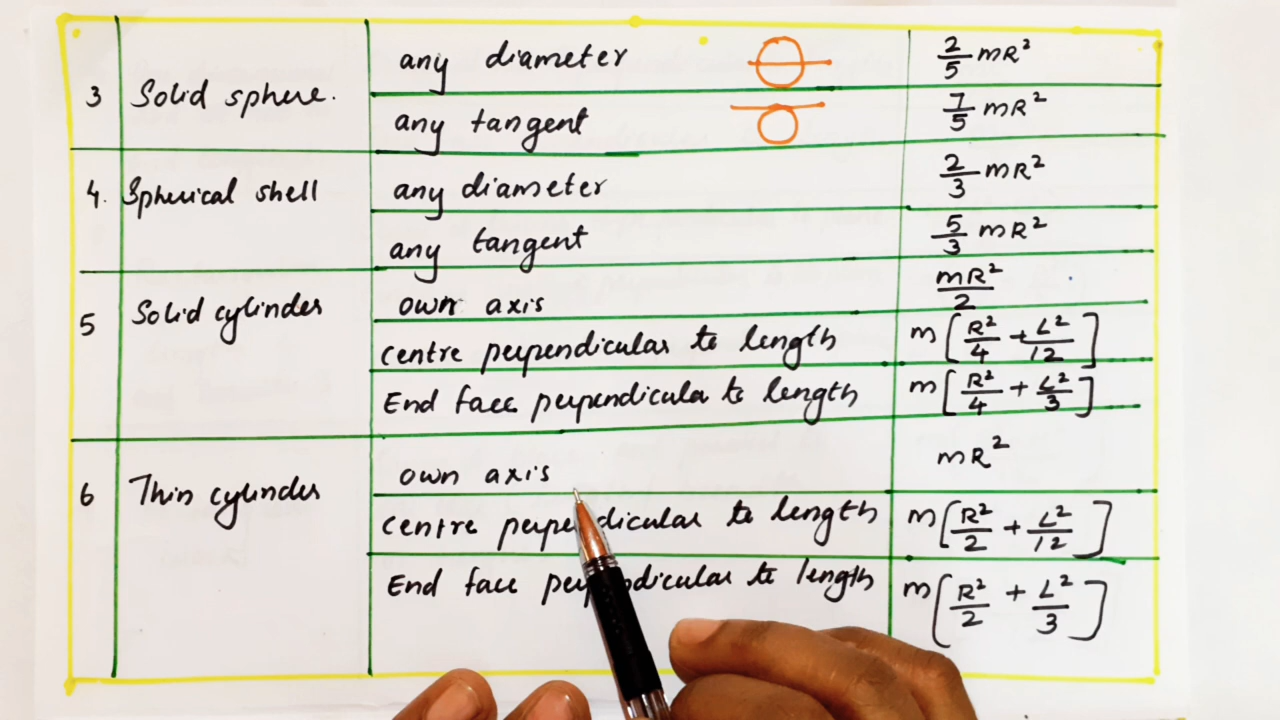 3 Solid sphere. any diameter 2/5 mR²
any tangent 7/5 mR²
4. Spherical shell any diameter 2/3 mR²
any tangent 5/3 mR²
5 Solid cylinder own axis mR²/2
centre perpendicular to length m[R²/4 + L²/12]
End face perpendicula to length m[R²/4 + L²/3]
6 Thin cylinder own axis mR²
centre perpendicular to length m[R²/2 + L²/12]
End face perpendicular to length m[R²/2 + L²/3]